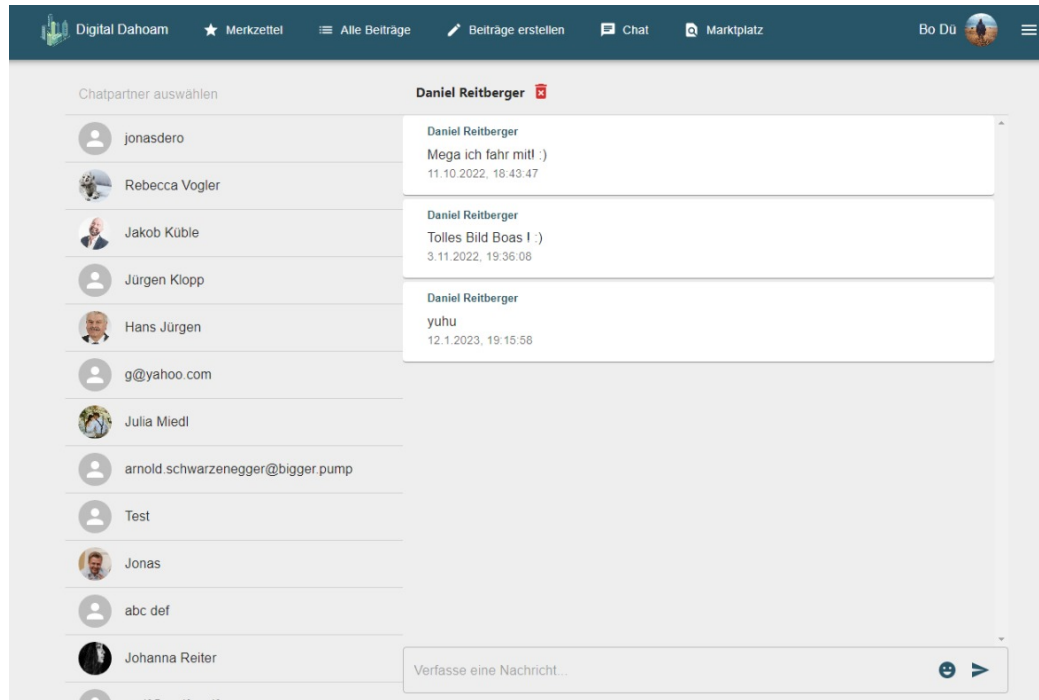 Digital Dahoam
Merkzettel
Alle Beiträge
Beiträge erstellen
Chat
Marktplatz
Bo Dü
Chatpartner auswählen
jonasdero
Rebecca Vogler
Jakob Küble
Jürgen Klopp
Hans Jürgen
g@yahoo.com
Julia Miedl
arnold.schwarzenegger@bigger.pump
Test
Jonas
abc def
Johanna Reiter
Daniel Reitberger
Daniel Reitberger
Mega ich fahr mit! :)
11.10.2022, 18:43:47
Daniel Reitberger
Tolles Bild Boas ! :)
3.11.2022, 19:36:08
Daniel Reitberger
yuhu
12.1.2023, 19:15:58
Verfasse eine Nachricht...